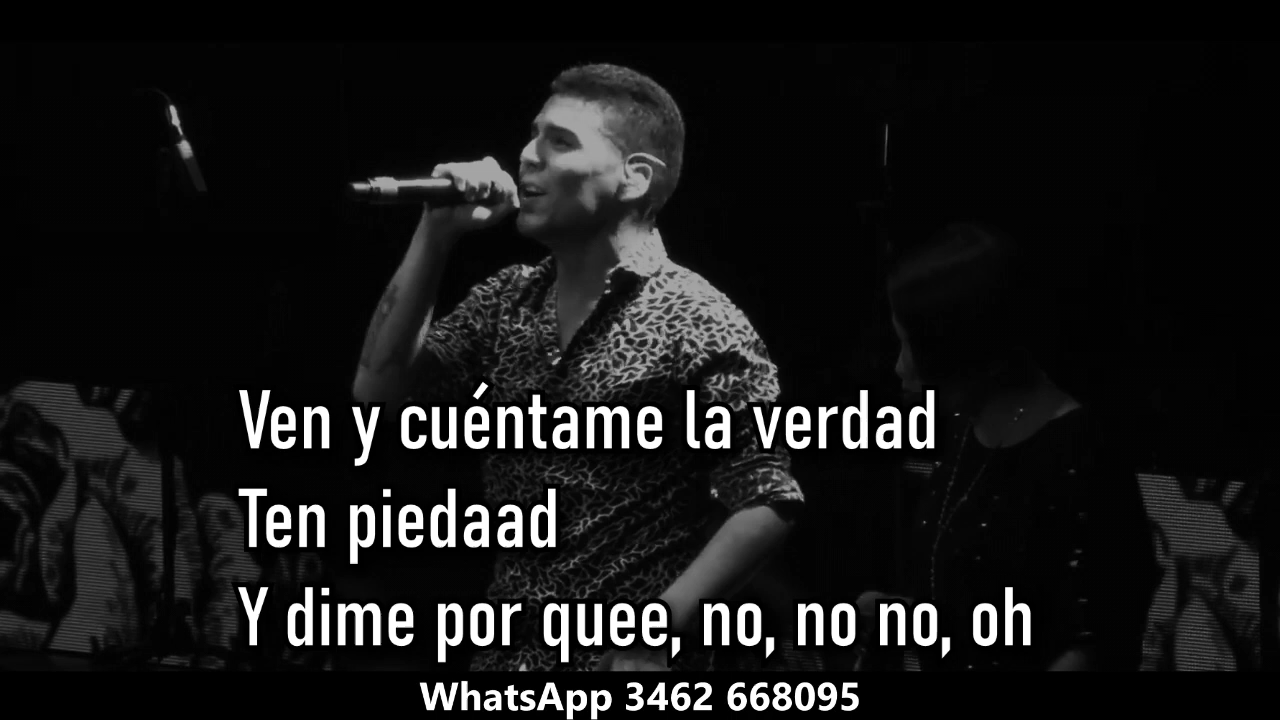 Ven y cuéntame la verdad
Ten piedaad
Y dime por quee, no, no no, oh
WhatsApp 3462 668095